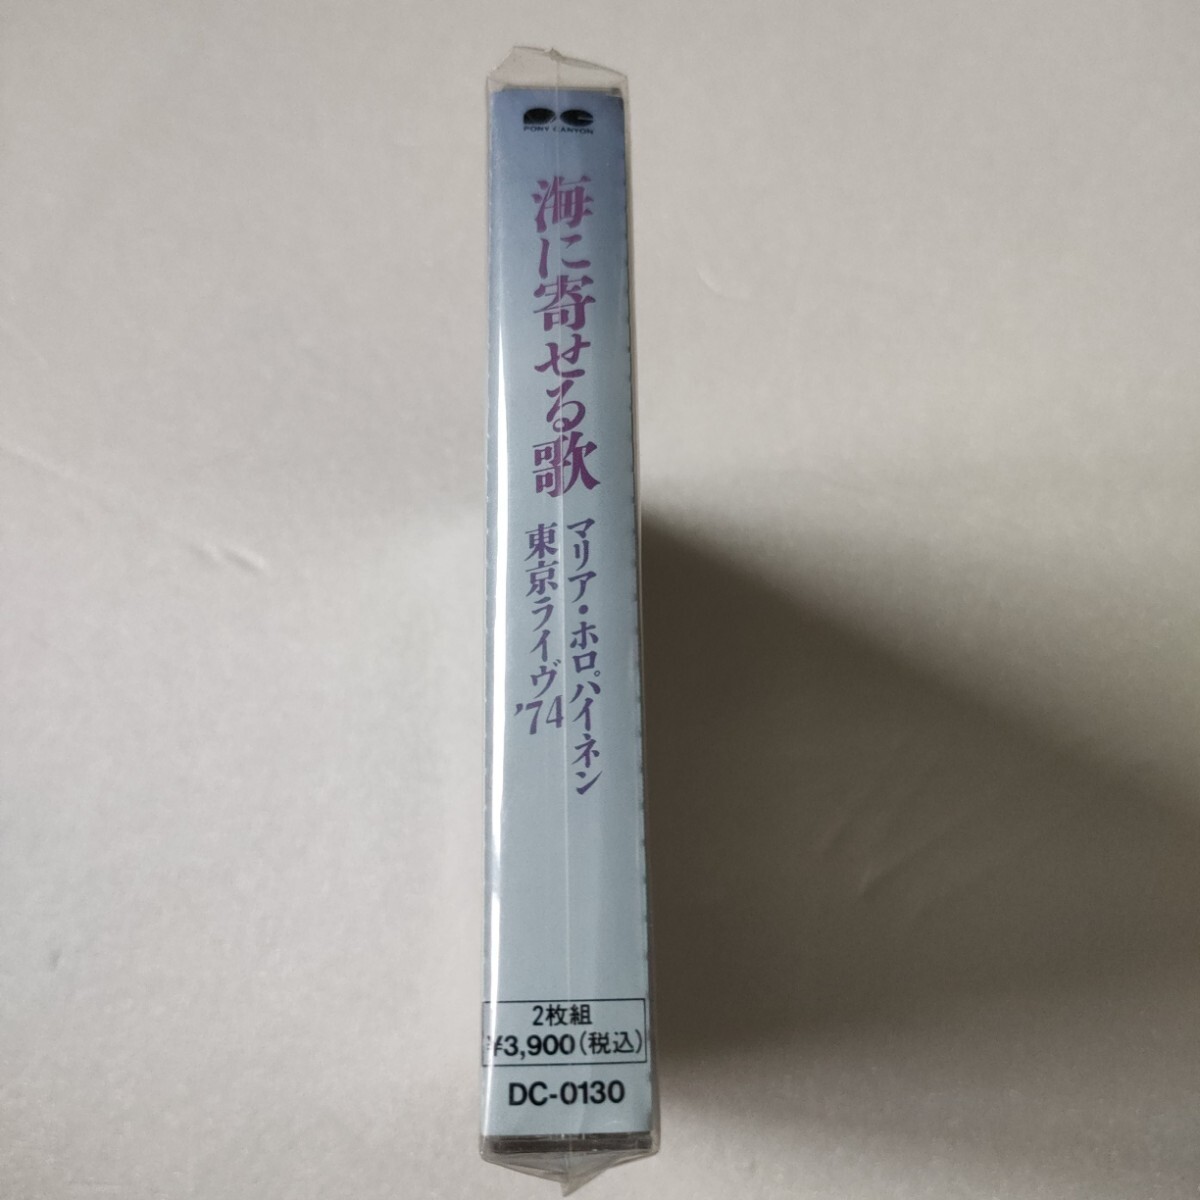 PONY CANYON
海に寄せる歌
マリア・ホロパイネン
東京ライヴ'74
2枚組
¥3,900(税込)
DC-0130